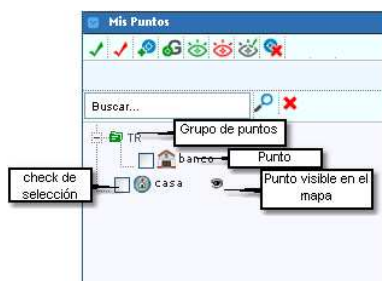 Mis Puntos
G
Buscar...
TR
Grupo de puntos
banco
Punto
check de
selección
casa
Punto visible en el
mapa